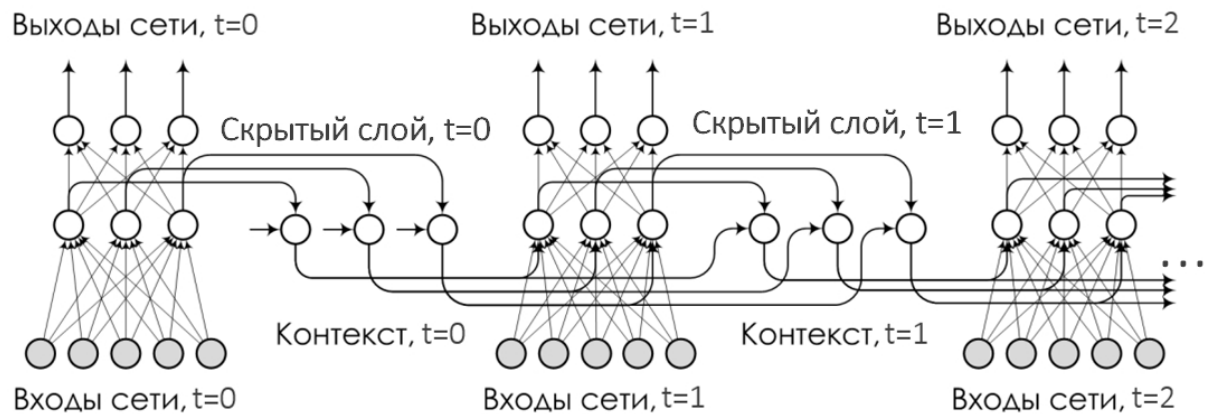 Выходы сети, t=0
Выходы сети, t=1
Выходы сети, t=2
Скрытый слой, t=0
Скрытый слой, t=1
...
Контекст, t=0
Контекст, t=1
Входы сети, t=0
Входы сети, t=1
Входы сети, t=2